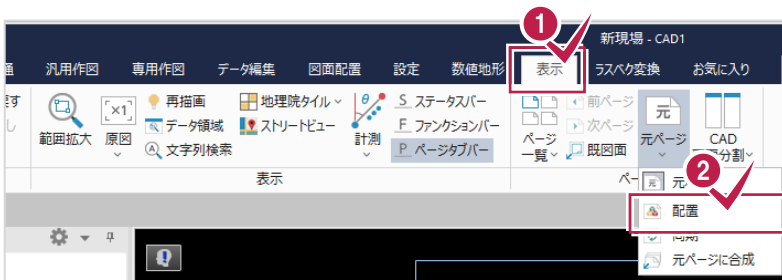 1
新現場 - CAD1
汎用作図 専用作図 データ編集 図面配置 設定 数値地形 表示 ラスベク変換 お気に入り
再描画 地理院タイル S ステータスバー 前ページ
×1 データ領域 ストリートビュー F ファンクションバー 次ページ 元
範囲拡大 原図 文字列検索 計測 P ページタブバー ページ一覧 既図面 元ページ CAD
表示
2
配置
元ページに合成